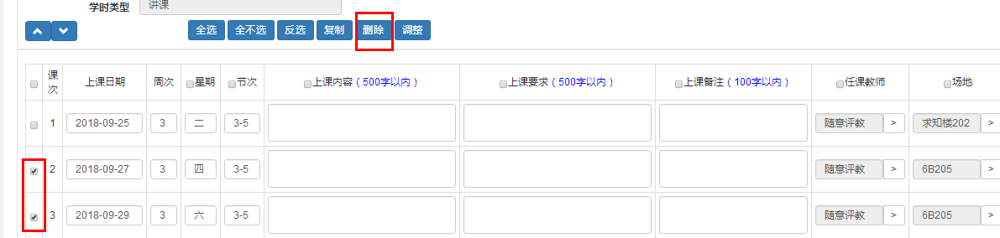 学时类型 讲课
全选 全不选 反选 复制 删除 调整
课次 上课日期 周次 星期 节次 上课内容（500字以内） 上课要求（500字以内） 上课备注（100字以内） 任课教师 场地
1 2018-09-25 3 二 3-5 随意评教 > 求知楼202 >
2 2018-09-27 3 四 3-5 随意评教 > 6B205 >
3 2018-09-29 3 六 3-5 随意评教 > 6B205 >